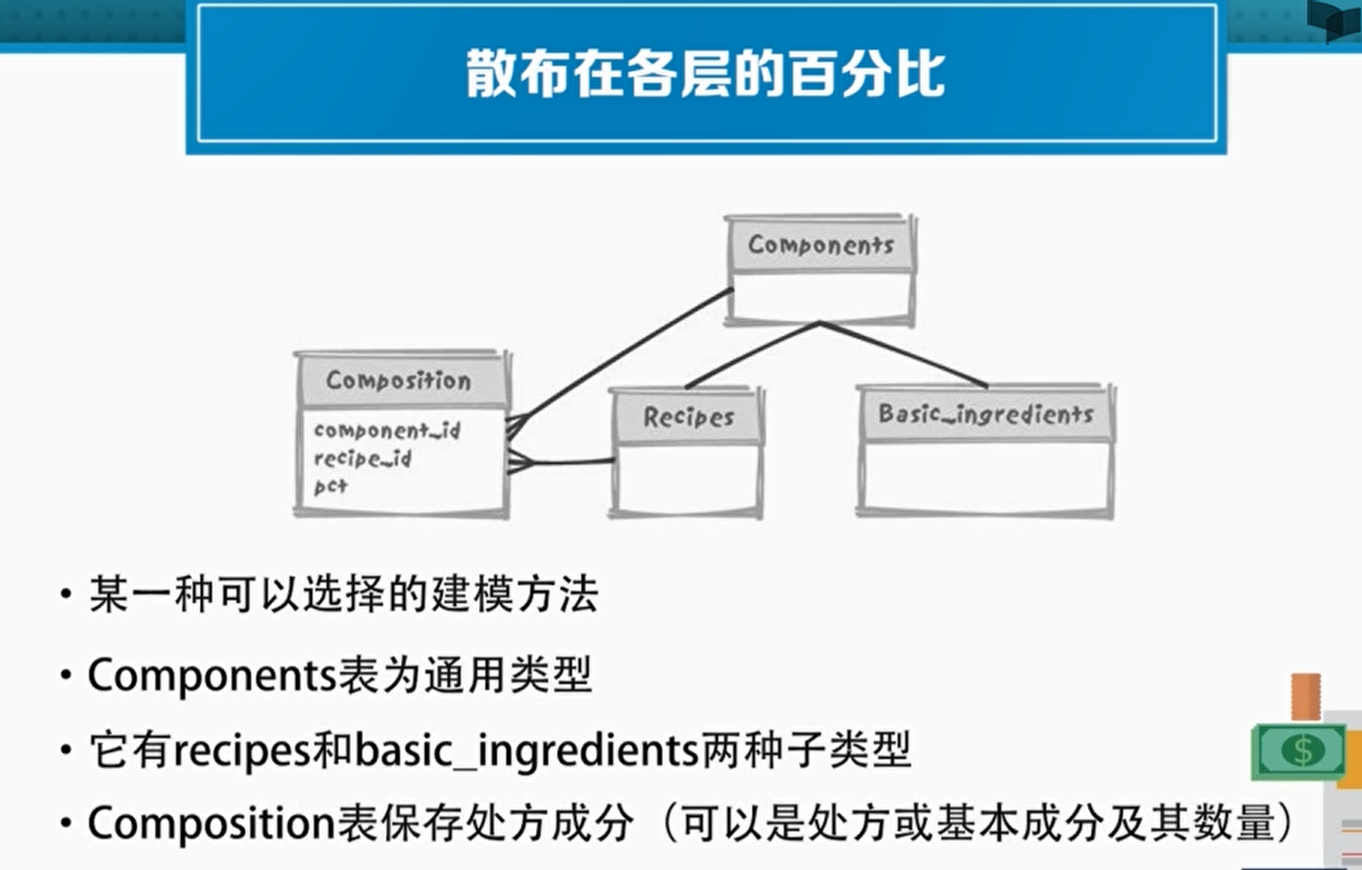 散布在各层的百分比
Components
Composition
component_id
recipe_id
pct
Recipes
Basic_ingredients
• 某一种可以选择的建模方法
• Components表为通用类型
• 它有recipes和basic_ingredients两种子类型
• Composition表保存处方成分（可以是处方或基本成分及其数量）
$